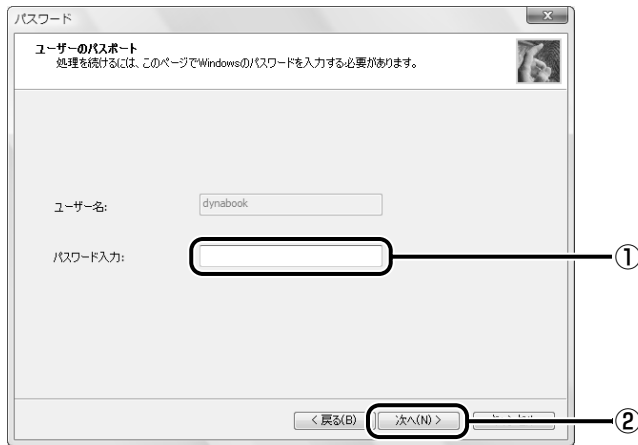 パスワード
ユーザーのパスポート
処理を続けるには、このページでWindowsのパスワードを入力する必要があります。
ユーザー名: dynabook
パスワード入力:
①
< 戻る(B) 次へ(N) >
②